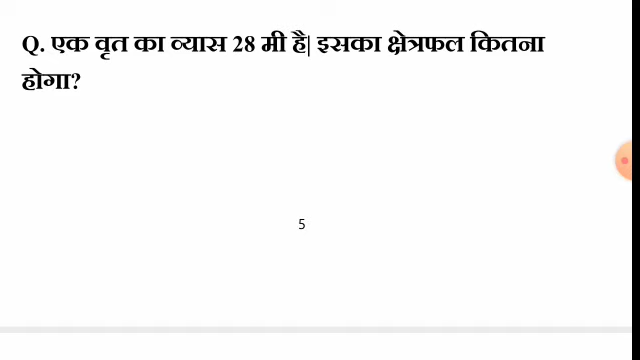 Q. एक वृत का व्यास 28 मी है| इसका क्षेत्रफल कितना
होगा?
5